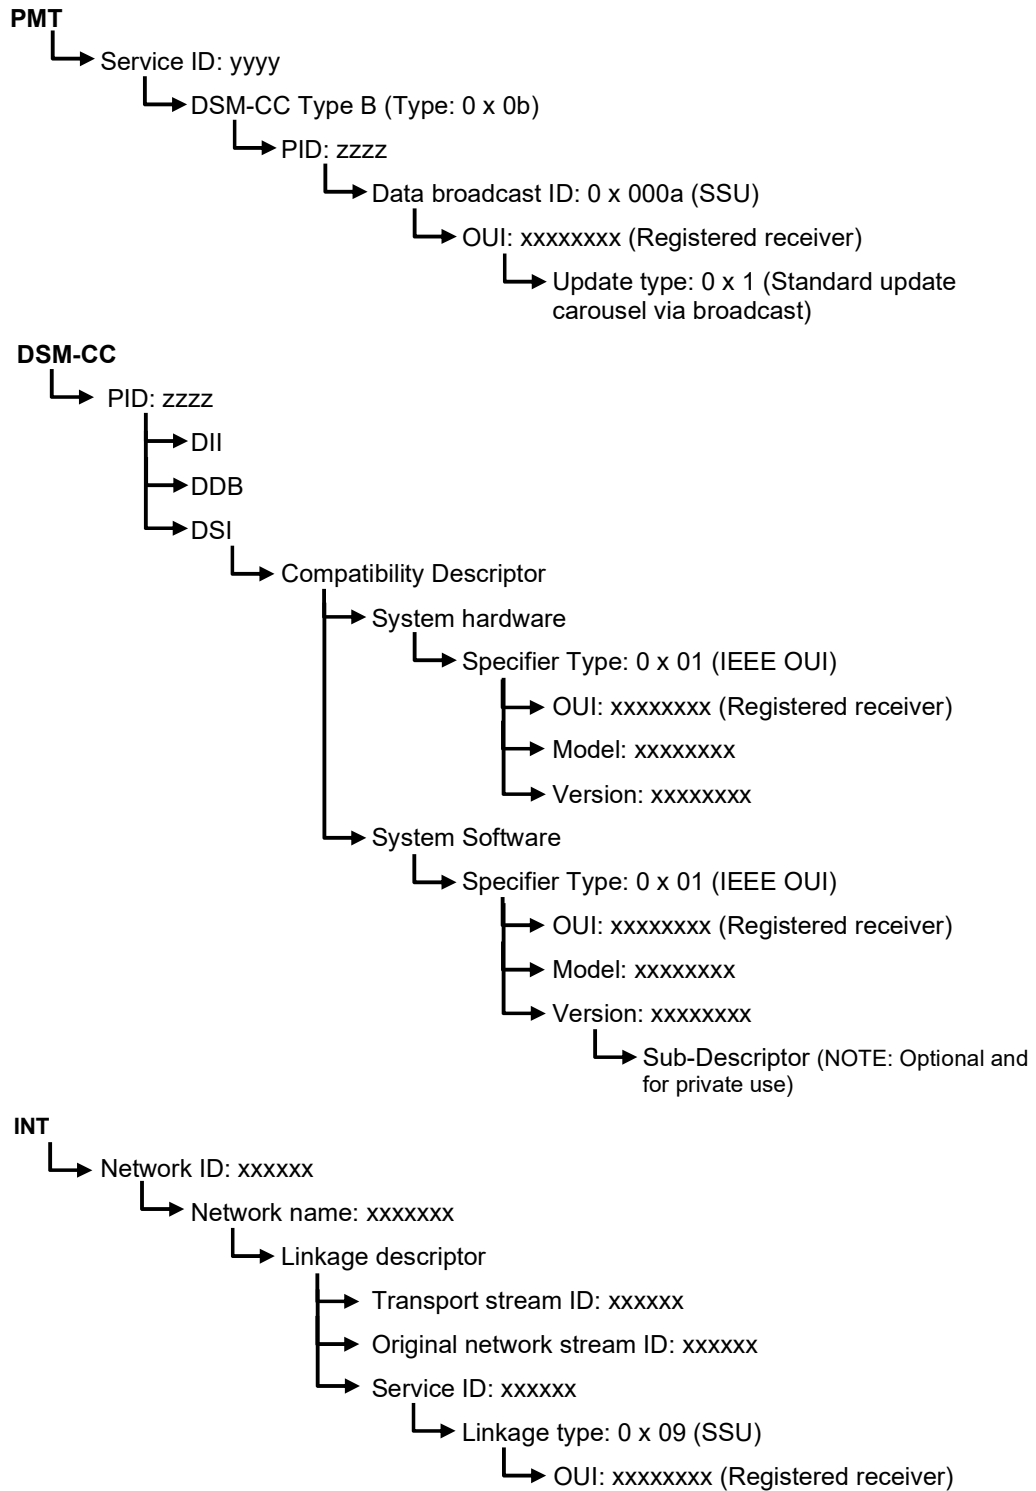 PMT
Service ID: yyyy
DSM-CC Type B (Type: 0 x 0b)
PID: zzzz
Data broadcast ID: 0 x 000a (SSU)
OUI: xxxxxxxx (Registered receiver)
Update type: 0 x 1 (Standard update
carousel via broadcast)
DSM-CC
PID: zzzz
DII
DDB
DSI
Compatibility Descriptor
System hardware
Specifier Type: 0 x 01 (IEEE OUI)
OUI: xxxxxxxx (Registered receiver)
Model: xxxxxxxx
Version: xxxxxxxx
System Software
Specifier Type: 0 x 01 (IEEE OUI)
OUI: xxxxxxxx (Registered receiver)
Model: xxxxxxxx
Version: xxxxxxxx
Sub-Descriptor (NOTE: Optional and
for private use)
INT
Network ID: xxxxxx
Network name: xxxxxxx
Linkage descriptor
Transport stream ID: xxxxxx
Original network stream ID: xxxxxx
Service ID: xxxxxx
Linkage type: 0 x 09 (SSU)
OUI: xxxxxxxx (Registered receiver)